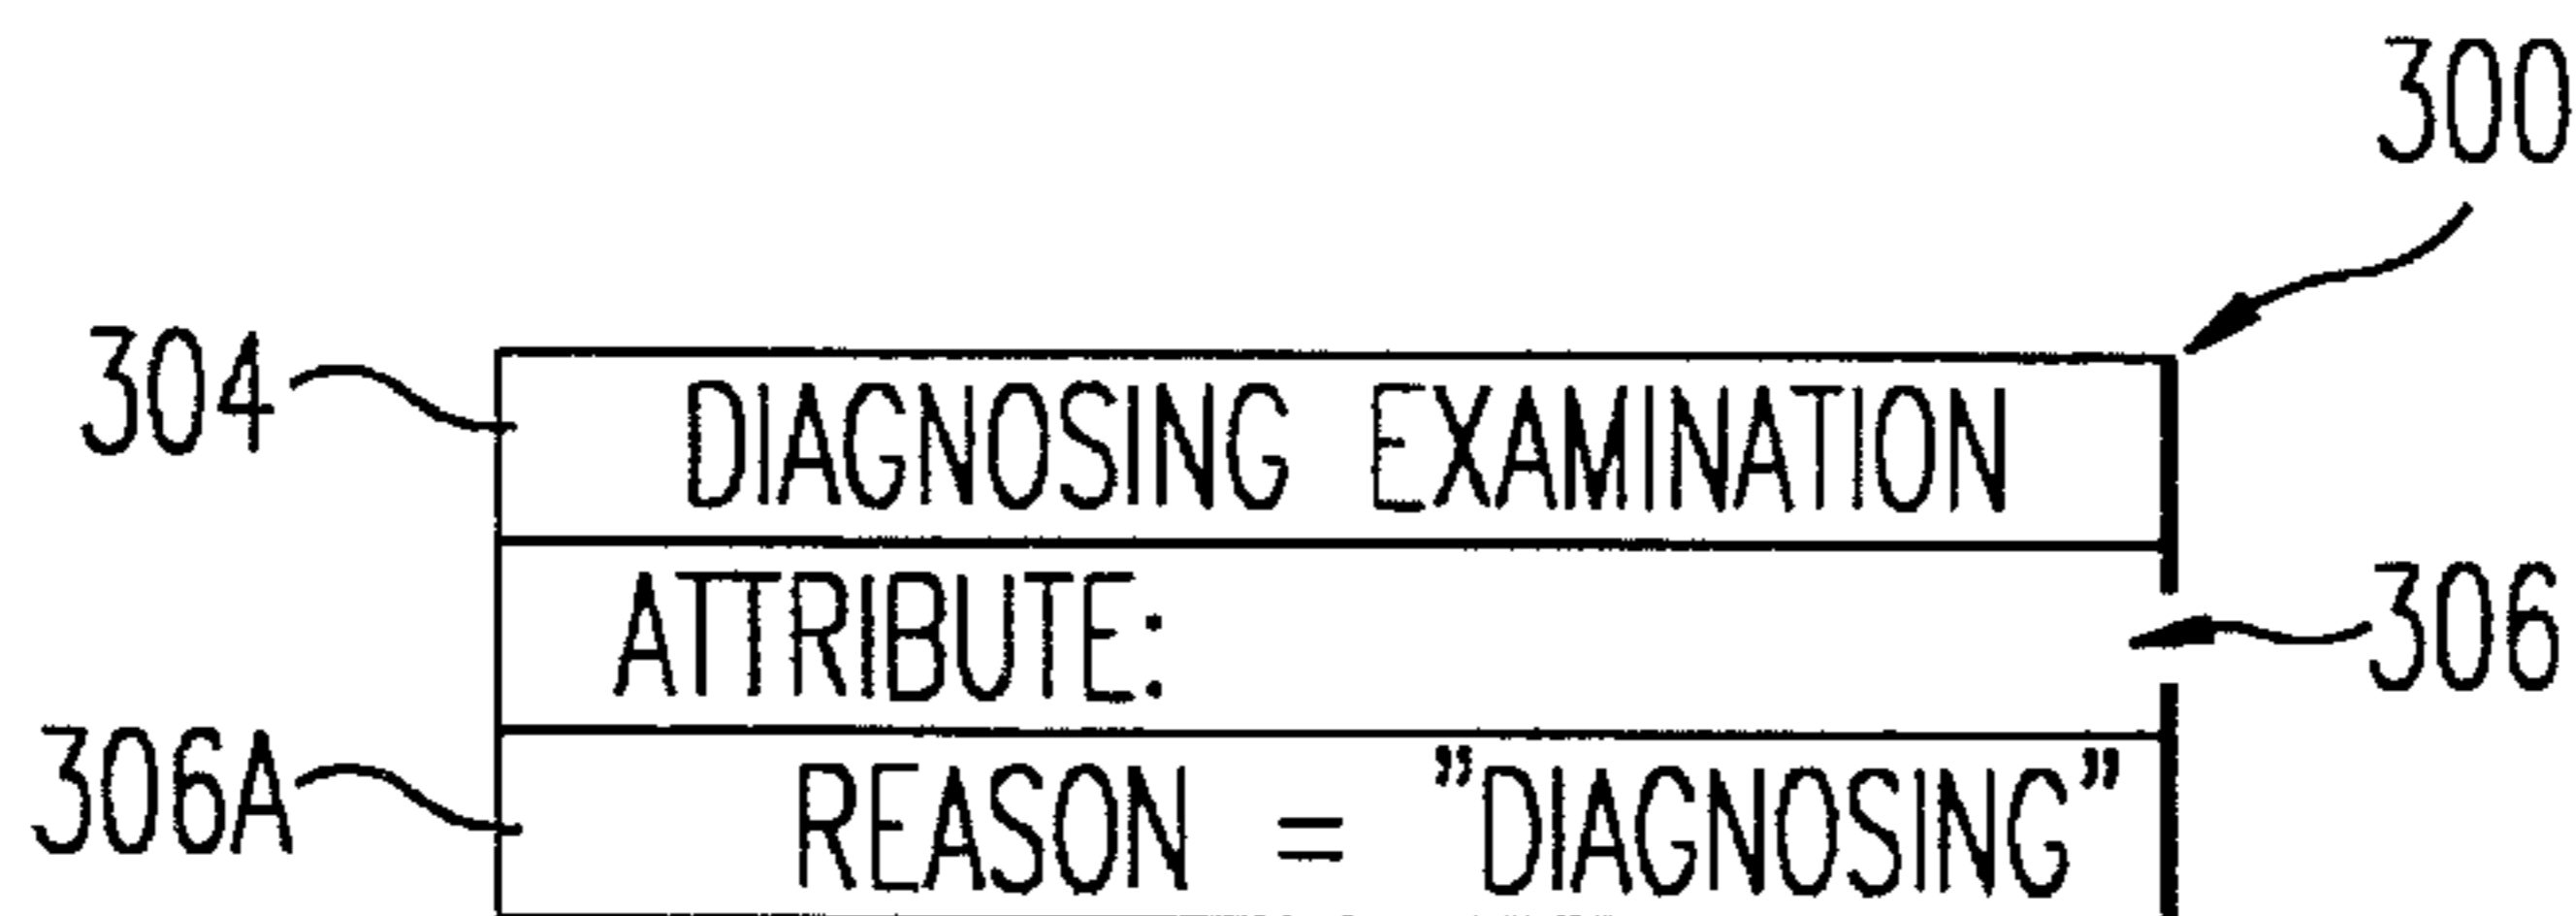 300
304 DIAGNOSING EXAMINATION
ATTRIBUTE: 306
306A REASON = "DIAGNOSING"